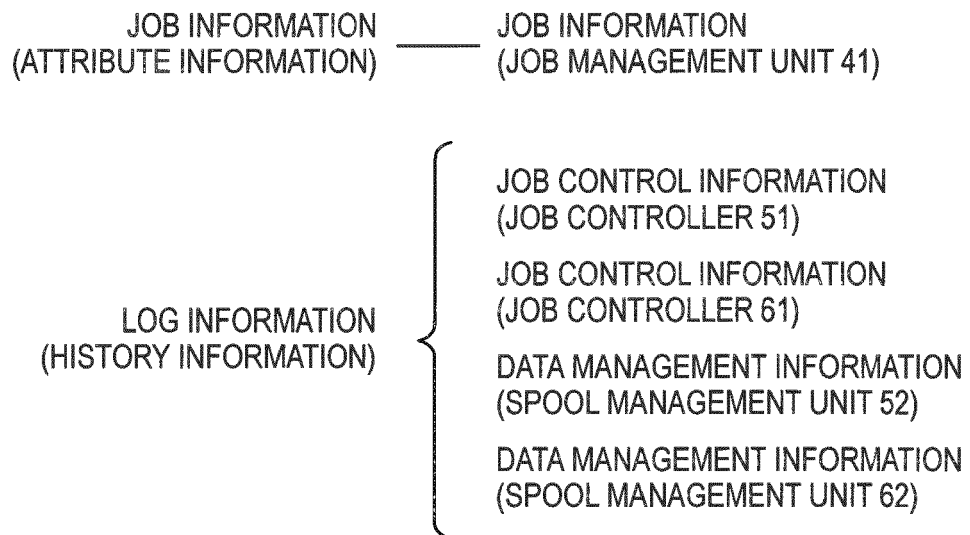 JOB INFORMATION
(ATTRIBUTE INFORMATION)
JOB INFORMATION
(JOB MANAGEMENT UNIT 41)
LOG INFORMATION
(HISTORY INFORMATION)
JOB CONTROL INFORMATION
(JOB CONTROLLER 51)
JOB CONTROL INFORMATION
(JOB CONTROLLER 61)
DATA MANAGEMENT INFORMATION
(SPOOL MANAGEMENT UNIT 52)
DATA MANAGEMENT INFORMATION
(SPOOL MANAGEMENT UNIT 62)